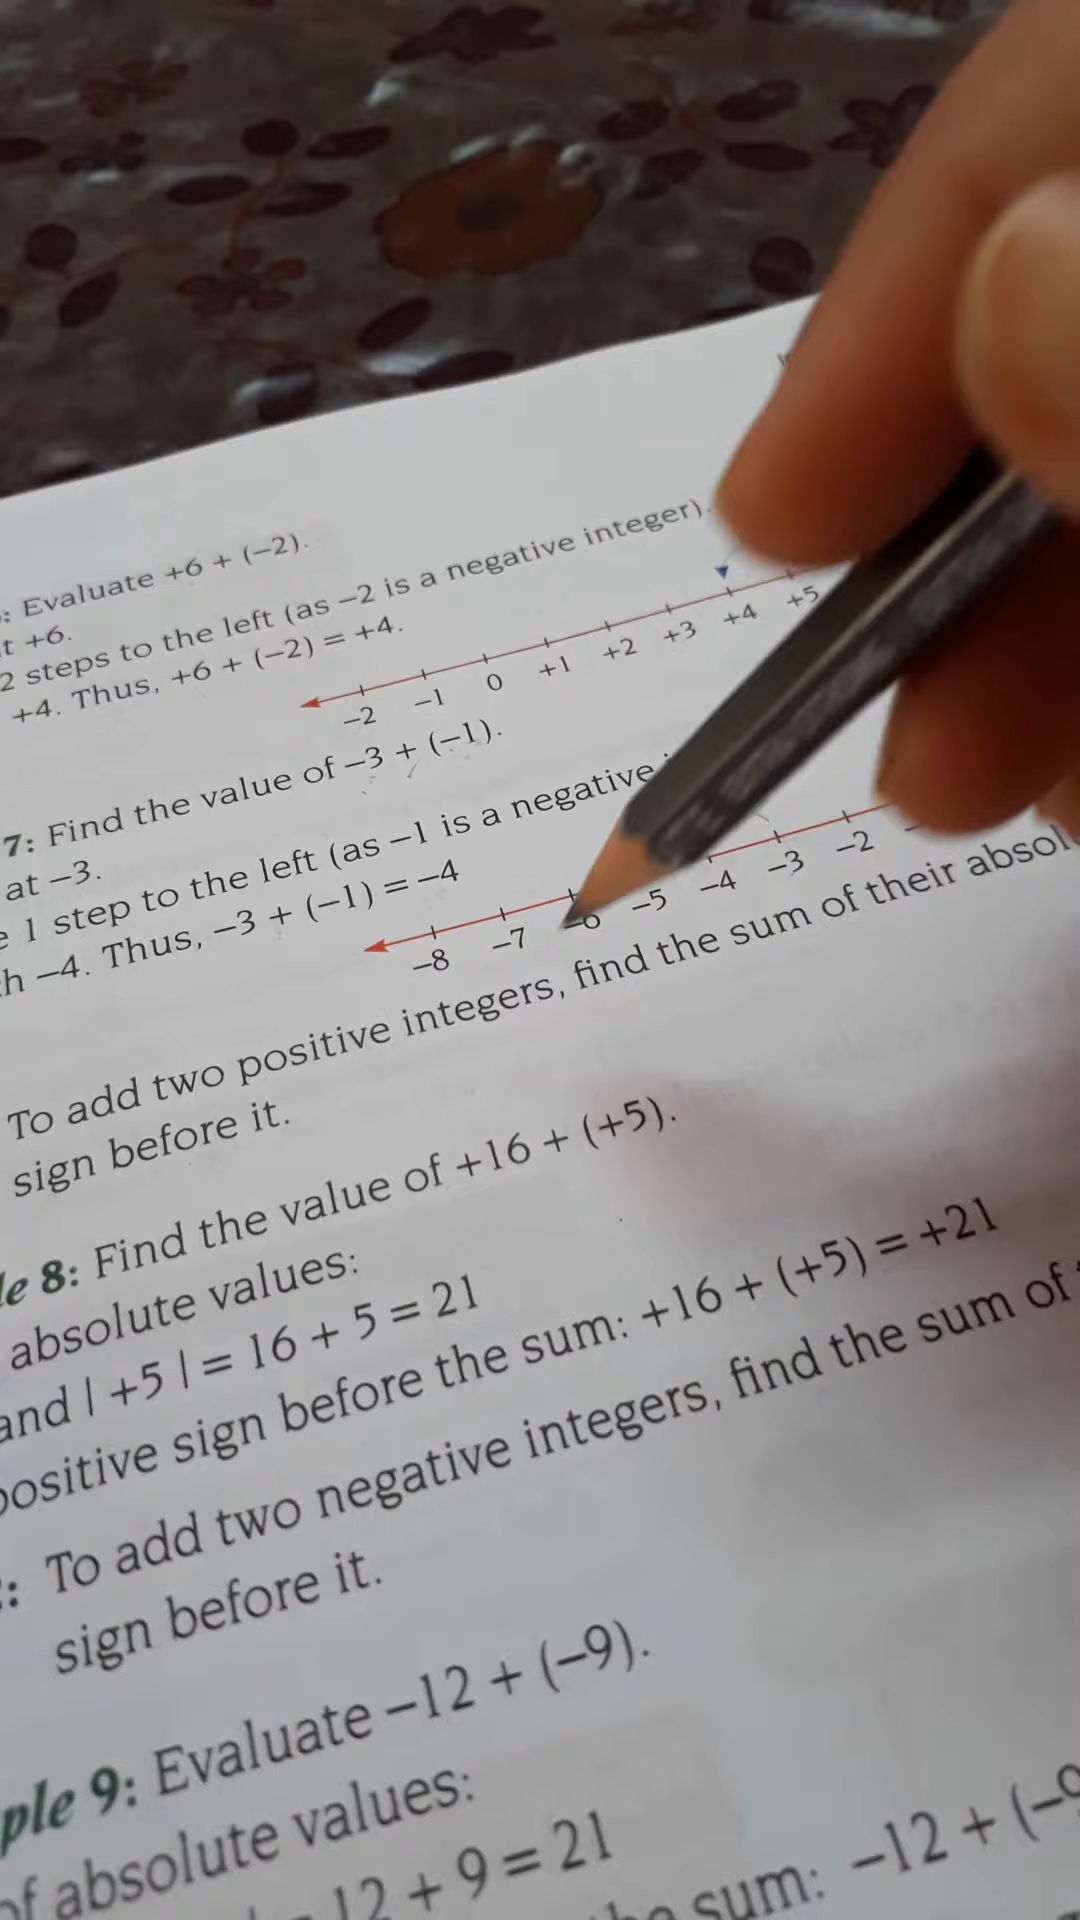 : Evaluate +6 + (−2).
t +6.
2 steps to the left (as −2 is a negative integer).
+4. Thus, +6 + (−2) = +4.
−2 −1 0 +1 +2 +3 +4 +5
7: Find the value of −3 + (−1).
at −3.
e 1 step to the left (as −1 is a negative
h −4. Thus, −3 + (−1) = −4
−8 −7 −6 −5 −4 −3 −2
To add two positive integers, find the sum of their absol
sign before it.
le 8: Find the value of +16 + (+5).
absolute values:
and | +5 | = 16 + 5 = 21
positive sign before the sum: +16 + (+5) = +21
: To add two negative integers, find the sum of
sign before it.
ple 9: Evaluate −12 + (−9).
of absolute values:
12 + 9 = 21
sum: −12 + (−9